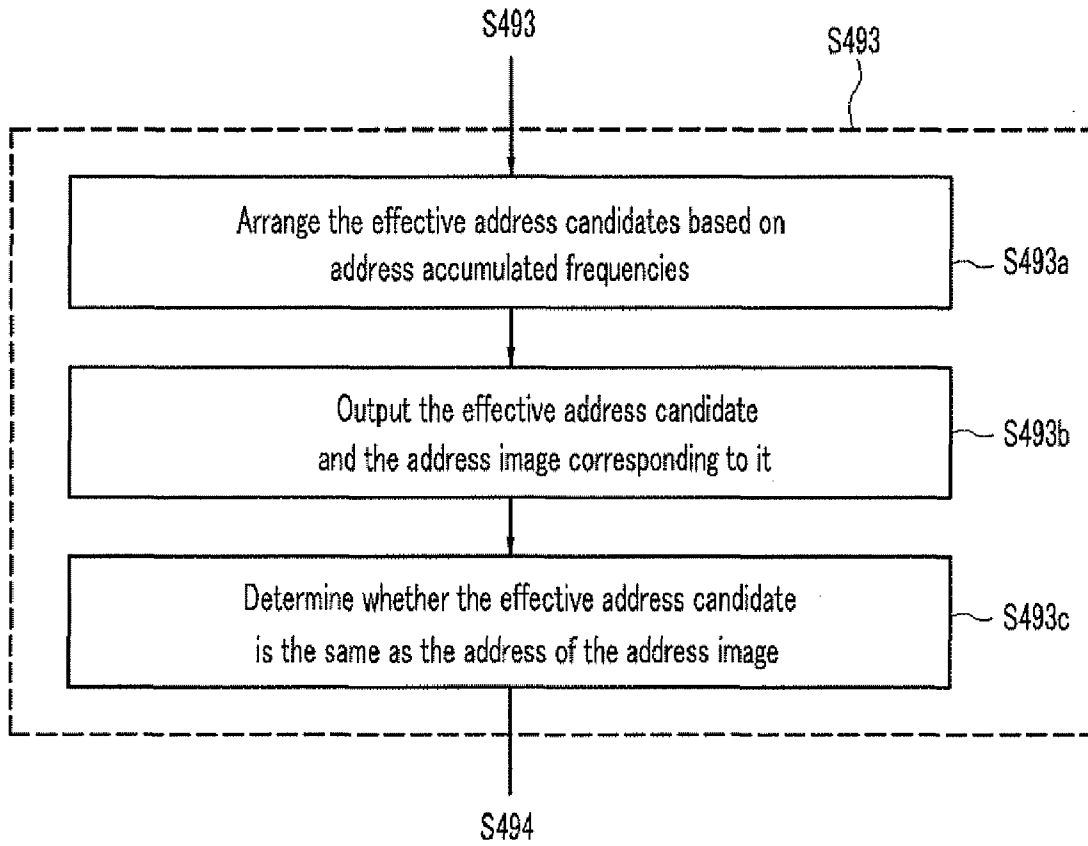 S493
S493
Arrange the effective address candidates based on
address accumulated frequencies
S493a
Output the effective address candidate
and the address image corresponding to it
S493b
Determine whether the effective address candidate
is the same as the address of the address image
S493c
S494